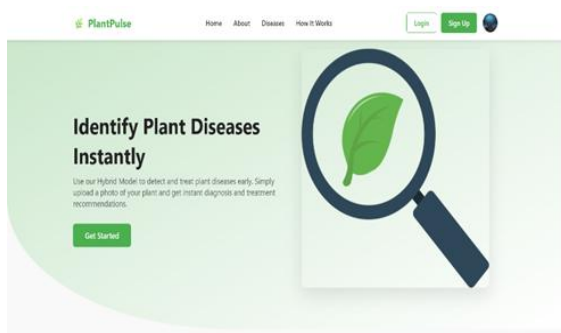 PlantPulse
Home About Diseases How It Works
Login Sign Up
Identify Plant Diseases
Instantly
Use our Hybrid Model to detect and treat plant diseases early. Simply
upload a photo of your plant and get instant diagnosis and treatment
recommendations.
Get Started